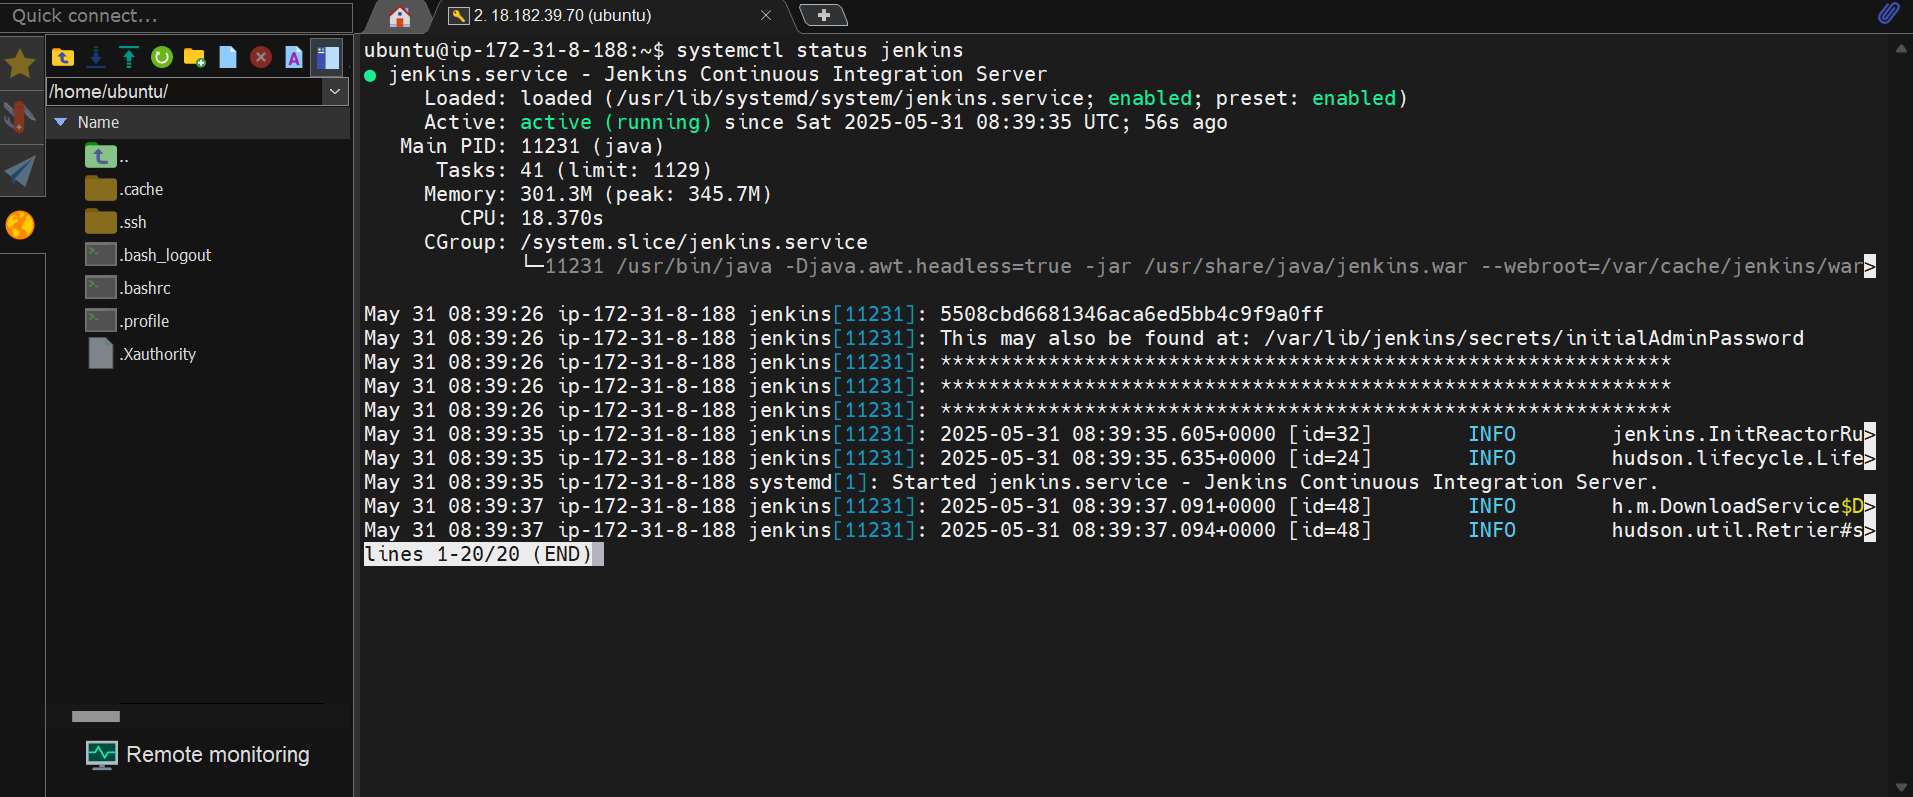 Quick connect...
2. 18.182.39.70 (ubuntu)
/home/ubuntu/
Name
..
.cache
.ssh
.bash_logout
.bashrc
.profile
.Xauthority
Remote monitoring
ubuntu@ip-172-31-8-188:~$ systemctl status jenkins
● jenkins.service - Jenkins Continuous Integration Server
Loaded: loaded (/usr/lib/systemd/system/jenkins.service; enabled; preset: enabled)
Active: active (running) since Sat 2025-05-31 08:39:35 UTC; 56s ago
Main PID: 11231 (java)
Tasks: 41 (limit: 1129)
Memory: 301.3M (peak: 345.7M)
CPU: 18.370s
CGroup: /system.slice/jenkins.service
└─11231 /usr/bin/java -Djava.awt.headless=true -jar /usr/share/java/jenkins.war --webroot=/var/cache/jenkins/war>
May 31 08:39:26 ip-172-31-8-188 jenkins[11231]: 5508cbd6681346aca6ed5bb4c9f9a0ff
May 31 08:39:26 ip-172-31-8-188 jenkins[11231]: This may also be found at: /var/lib/jenkins/secrets/initialAdminPassword
May 31 08:39:26 ip-172-31-8-188 jenkins[11231]: *************************************************************
May 31 08:39:26 ip-172-31-8-188 jenkins[11231]: *************************************************************
May 31 08:39:26 ip-172-31-8-188 jenkins[11231]: *************************************************************
May 31 08:39:35 ip-172-31-8-188 jenkins[11231]: 2025-05-31 08:39:35.605+0000 [id=32]        INFO        jenkins.InitReactorRu>
May 31 08:39:35 ip-172-31-8-188 jenkins[11231]: 2025-05-31 08:39:35.635+0000 [id=24]        INFO        hudson.lifecycle.Life>
May 31 08:39:35 ip-172-31-8-188 systemd[1]: Started jenkins.service - Jenkins Continuous Integration Server.
May 31 08:39:37 ip-172-31-8-188 jenkins[11231]: 2025-05-31 08:39:37.091+0000 [id=48]        INFO        h.m.DownloadService$D>
May 31 08:39:37 ip-172-31-8-188 jenkins[11231]: 2025-05-31 08:39:37.094+0000 [id=48]        INFO        hudson.util.Retrier#s>
lines 1-20/20 (END)